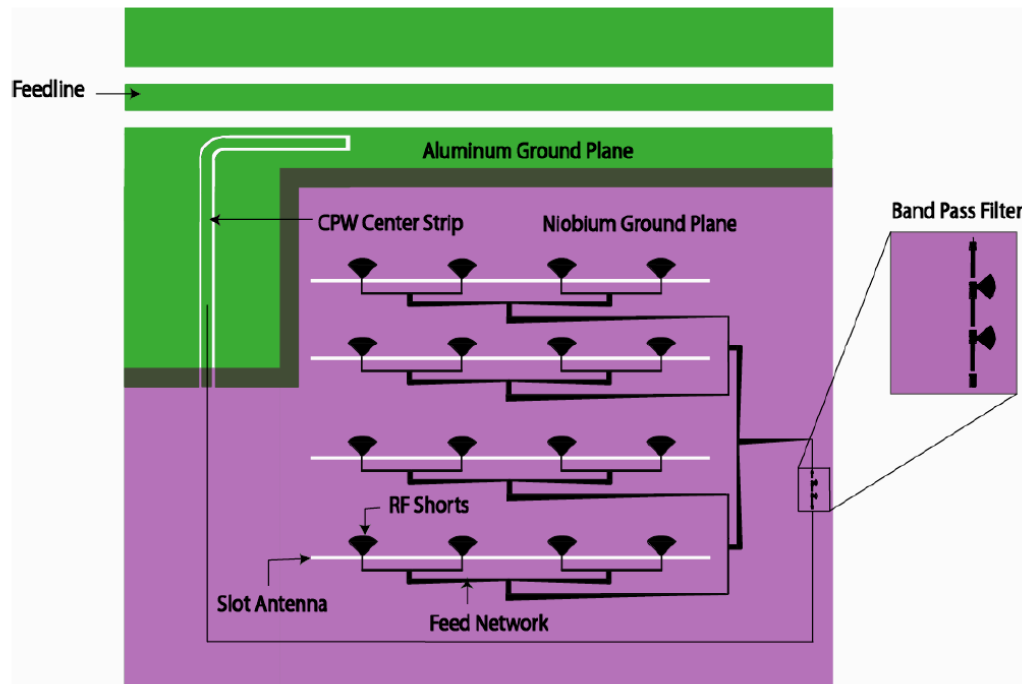 Feedline
Aluminum Ground Plane
CPW Center Strip
Niobium Ground Plane
Band Pass Filter
RF Shorts
Slot Antenna
Feed Network